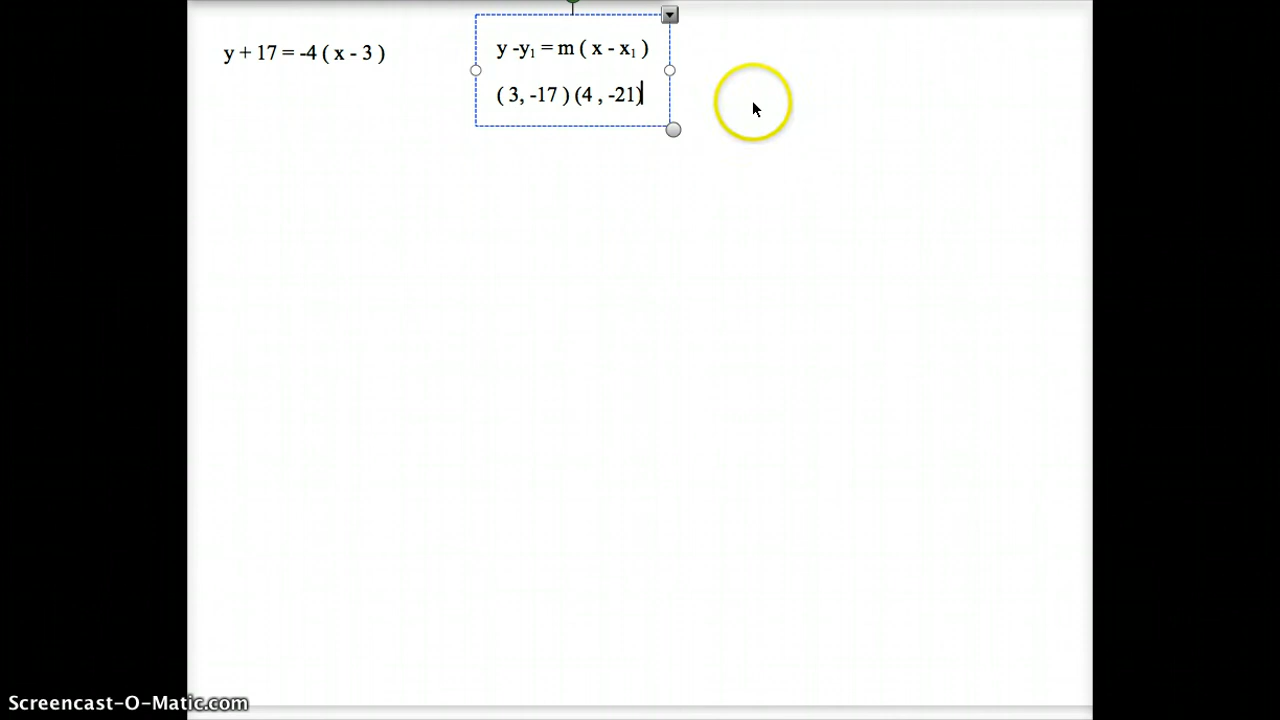 y + 17 = -4 ( x - 3 )
y -y₁ = m ( x - x₁ )
( 3, -17 ) (4 , -21)
Screencast-O-Matic.com